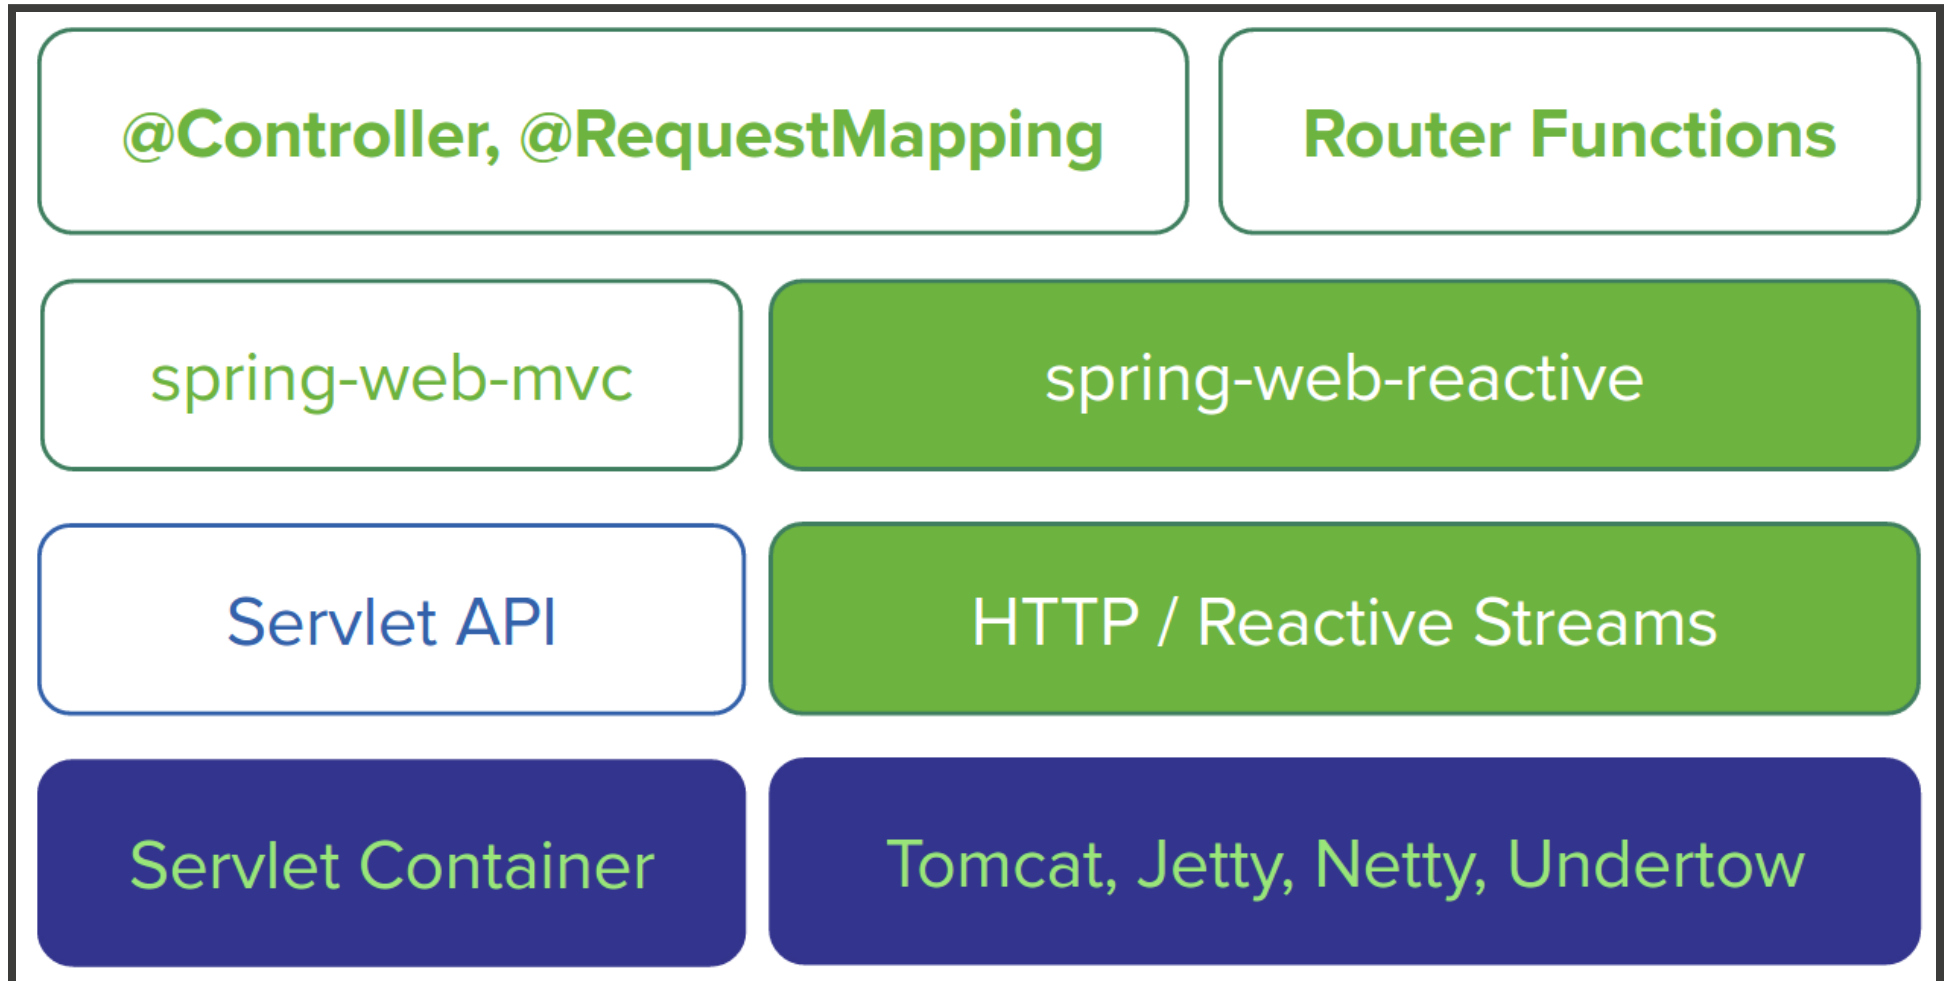 @Controller, @RequestMapping
Router Functions
spring-web-mvc
spring-web-reactive
Servlet API
HTTP / Reactive Streams
Servlet Container
Tomcat, Jetty, Netty, Undertow